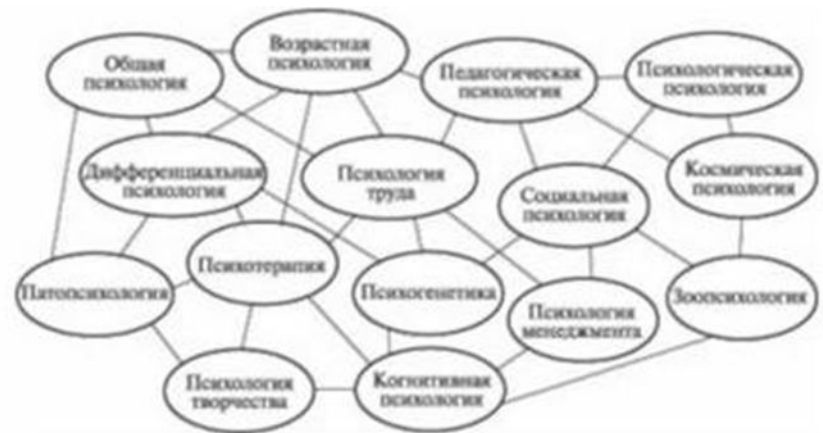 Общая
психология
Возрастная
психология
Педагогическая
психология
Психологическая
психология
Дифференциальная
психология
Психология
труда
Социальная
психология
Космическая
психология
Патопсихология
Психотерапия
Психогенетика
Психология
менеджмента
Зоопсихология
Психология
творчества
Когнитивная
психология